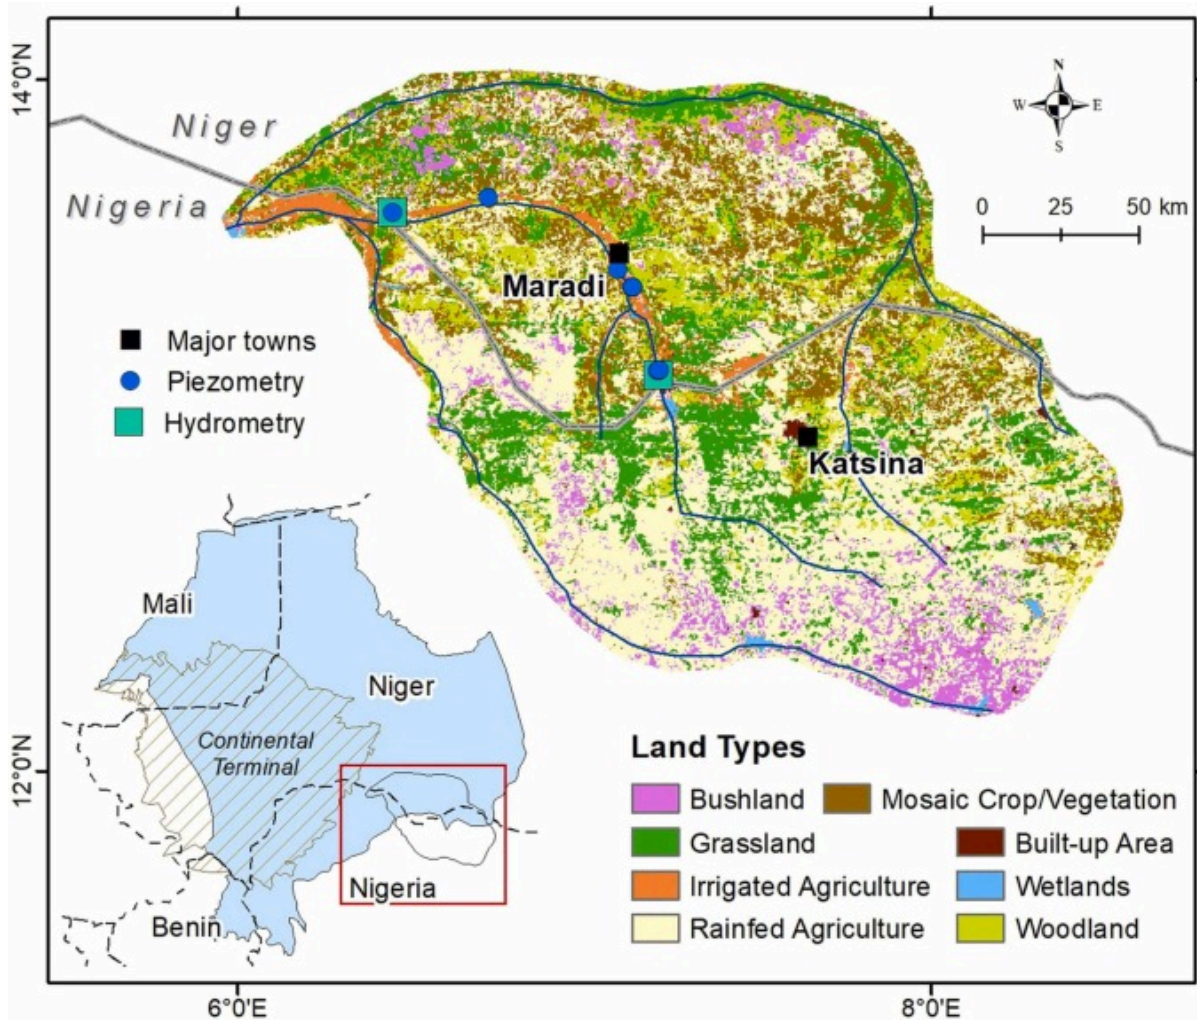 14°0'N
Niger
Nigeria
N
W E
S
0 25 50 km
Maradi
Major towns
Piezometry
Hydrometry
Katsina
Mali
Niger
Continental
Terminal
Nigeria
Benin
12°0'N
Land Types
Bushland Mosaic Crop/Vegetation
Grassland Built-up Area
Irrigated Agriculture Wetlands
Rainfed Agriculture Woodland
6°0'E 8°0'E